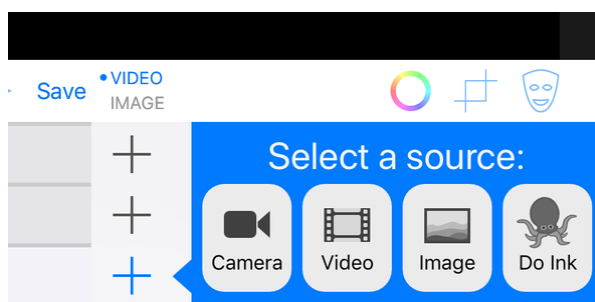 Save
VIDEO
IMAGE
Select a source:
Camera
Video
Image
Do Ink